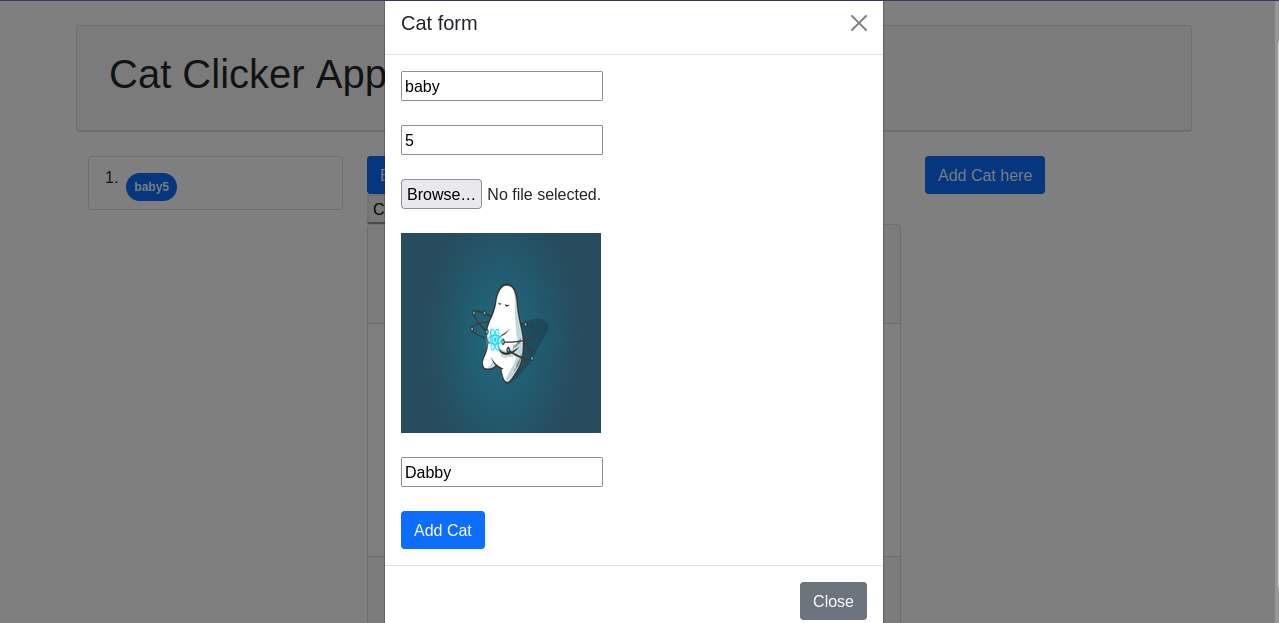 Cat form
Cat Clicker App
baby
5
1. baby5
Add Cat here
Browse… No file selected.
C
Dabby
Add Cat
Close